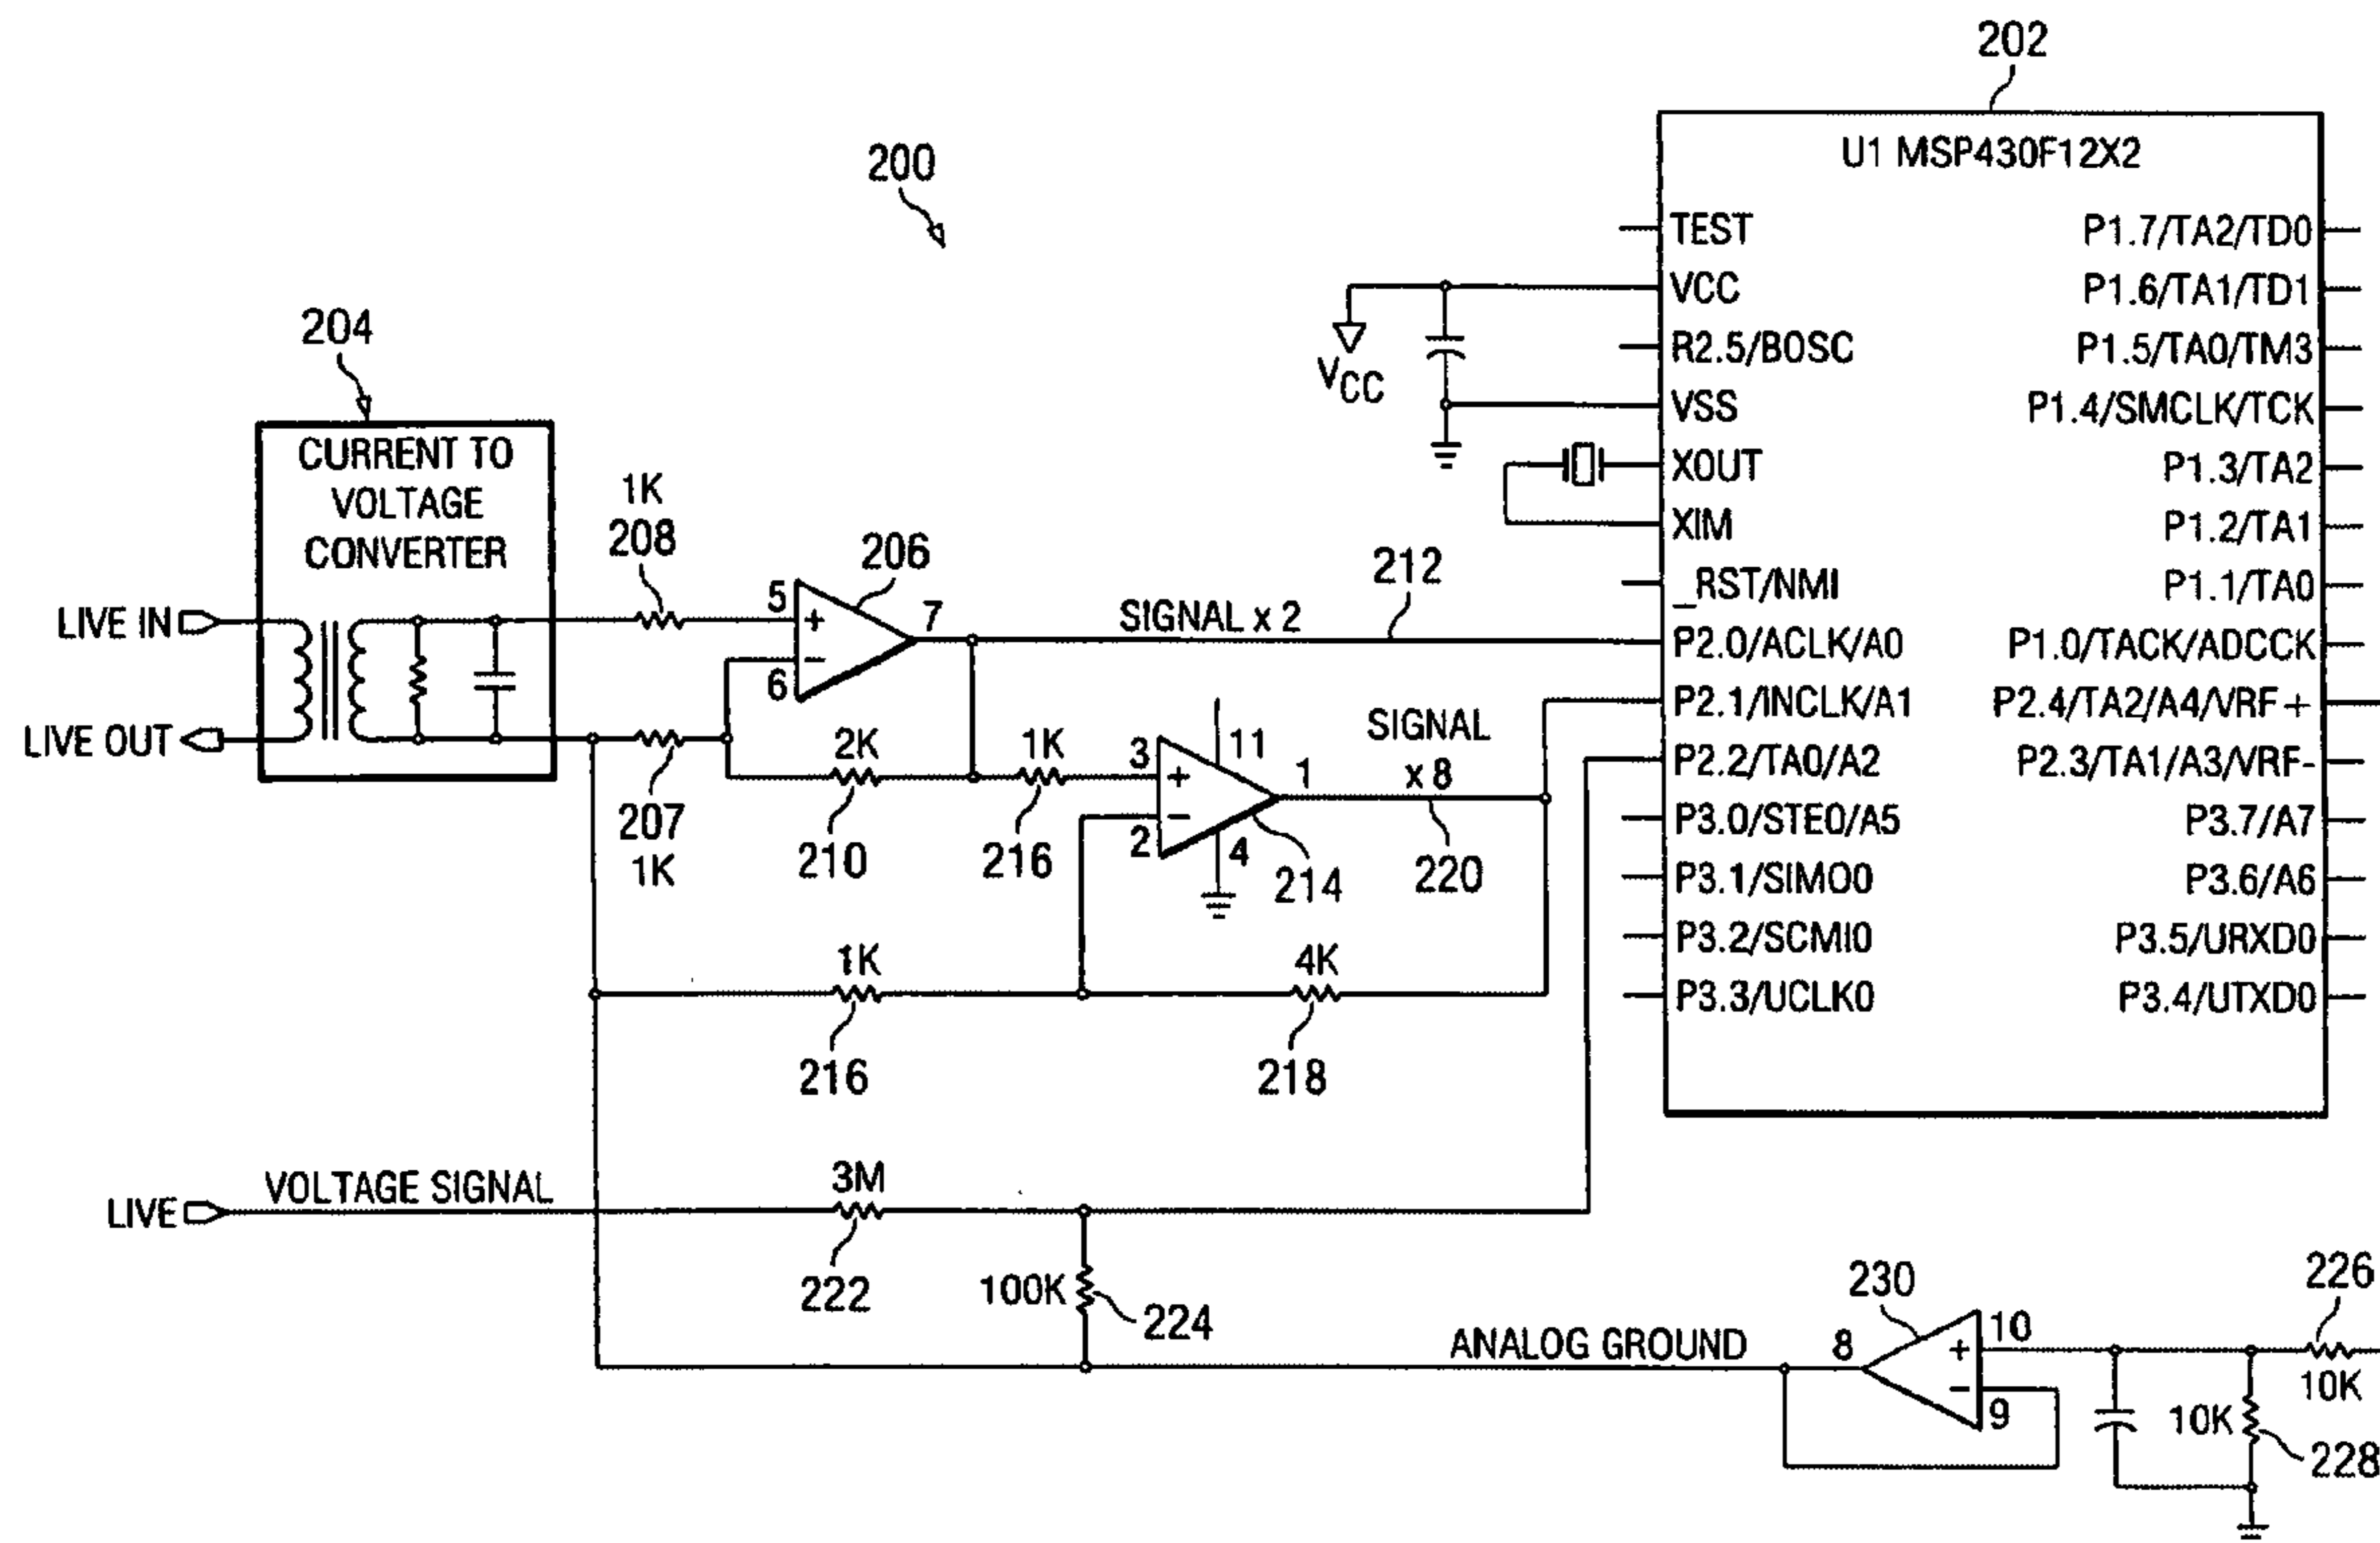 202
U1 MSP430F12X2
200
TEST
P1.7/TA2/TD0
VCC
P1.6/TA1/TD1
204
VCC
R2.5/BOSC
P1.5/TA0/TM3
VSS
P1.4/SMCLK/TCK
CURRENT TO
VOLTAGE
CONVERTER
XOUT
P1.3/TA2
1K
208
XIM
P1.2/TA1
206
212
_RST/NMI
P1.1/TA0
LIVE IN
5
+
7
SIGNAL x 2
P2.0/ACLK/A0
P1.0/TACK/ADCCK
-
6
P2.1/INCLK/A1
P2.4/TA2/A4/VRF+
LIVE OUT
2K
1K
3
+
11
1
SIGNAL
x 8
P2.2/TA0/A2
P2.3/TA1/A3/VRF-
207
1K
210
216
-
2
4
214
220
P3.0/STE0/A5
P3.7/A7
P3.1/SIMO0
P3.6/A6
1K
4K
P3.2/SCMI0
P3.5/URXD0
P3.3/UCLK0
P3.4/UTXD0
216
218
LIVE
VOLTAGE SIGNAL
3M
222
100K
224
ANALOG GROUND
8
230
+
10
-
9
226
10K
10K
228